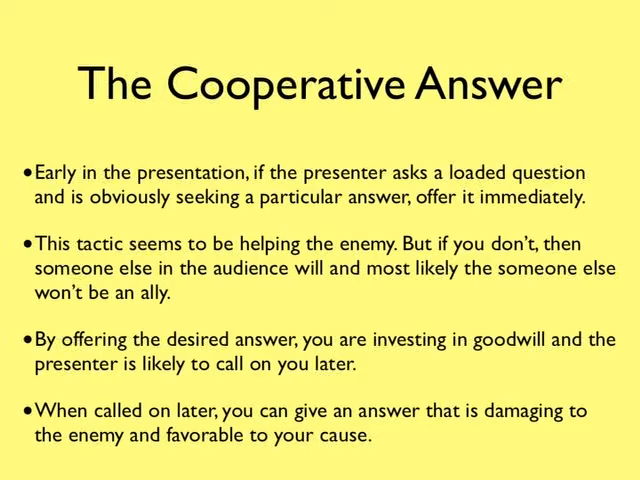 The Cooperative Answer
•Early in the presentation, if the presenter asks a loaded question
and is obviously seeking a particular answer, offer it immediately.
•This tactic seems to be helping the enemy. But if you don’t, then
someone else in the audience will and most likely the someone else
won’t be an ally.
•By offering the desired answer, you are investing in goodwill and the
presenter is likely to call on you later.
•When called on later, you can give an answer that is damaging to
the enemy and favorable to your cause.